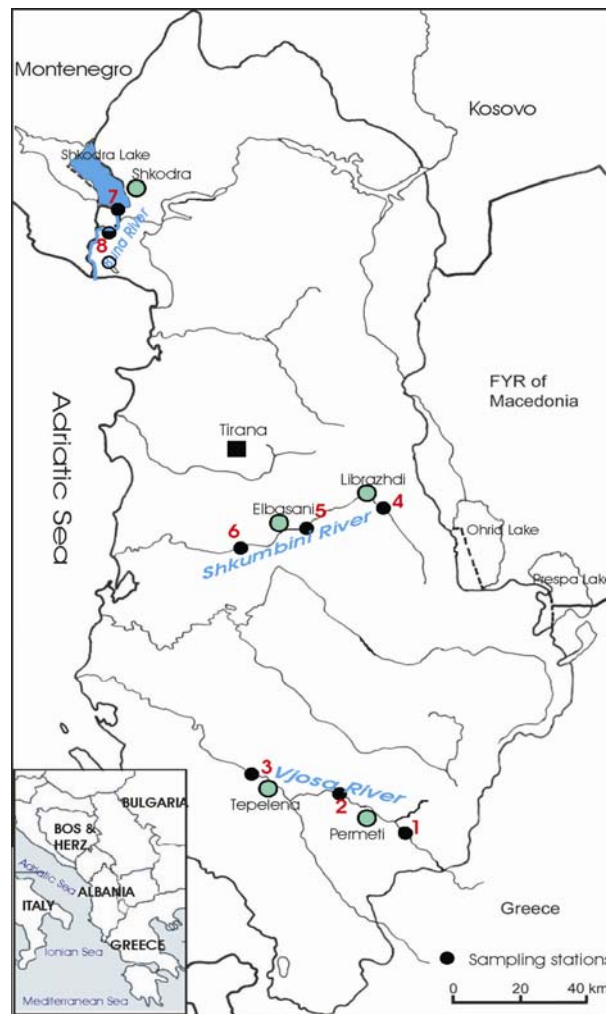 Montenegro
Kosovo
Shkodra Lake
Shkodra
7
8
River
Adriatic Sea
FYR of
Macedonia
Tirana
Librazhdi
4
Elbasani
5
6
Shkumbini River
Ohrid Lake
Prespa Lake
3
Vjosa River
Tepelena
2
Permeti
1
Greece
BULGARIA
BOS &
HERZ.
Adriatic Sea
ALBANIA
ITALY
GREECE
Ionian Sea
Mediterranean Sea
Sampling stations
0 20 40 km